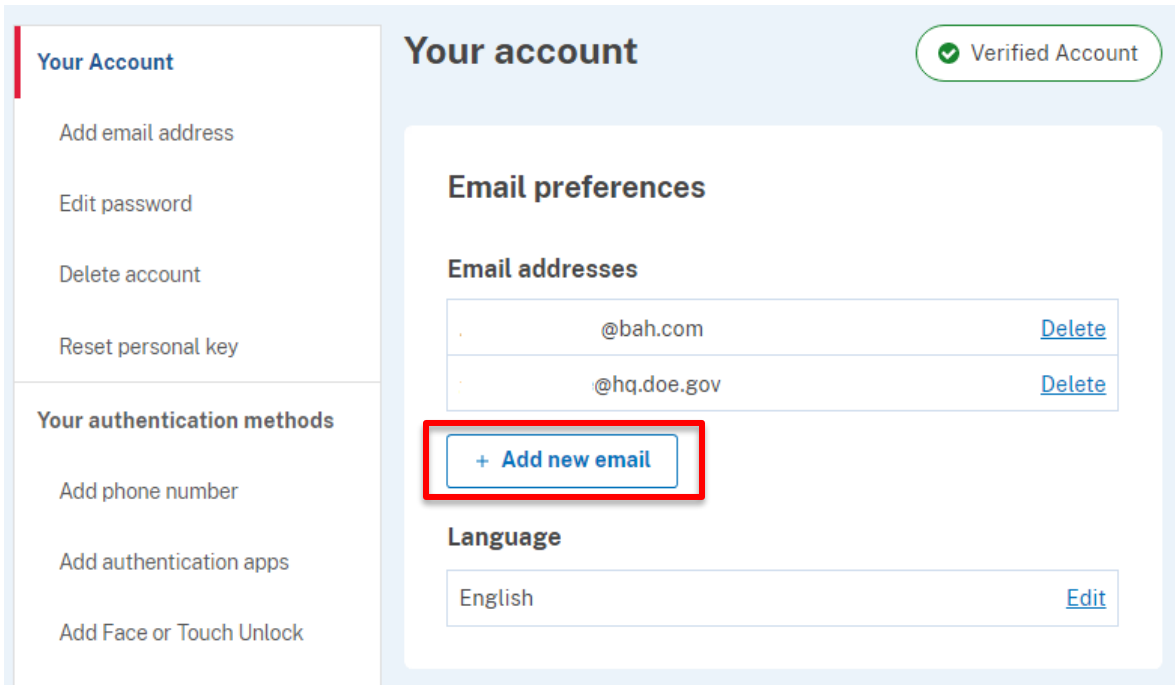 Your Account
Add email address
Edit password
Delete account
Reset personal key
Your authentication methods
Add phone number
Add authentication apps
Add Face or Touch Unlock
Your account
Verified Account
Email preferences
Email addresses
@bah.com Delete
@hq.doe.gov Delete
+ Add new email
Language
English Edit